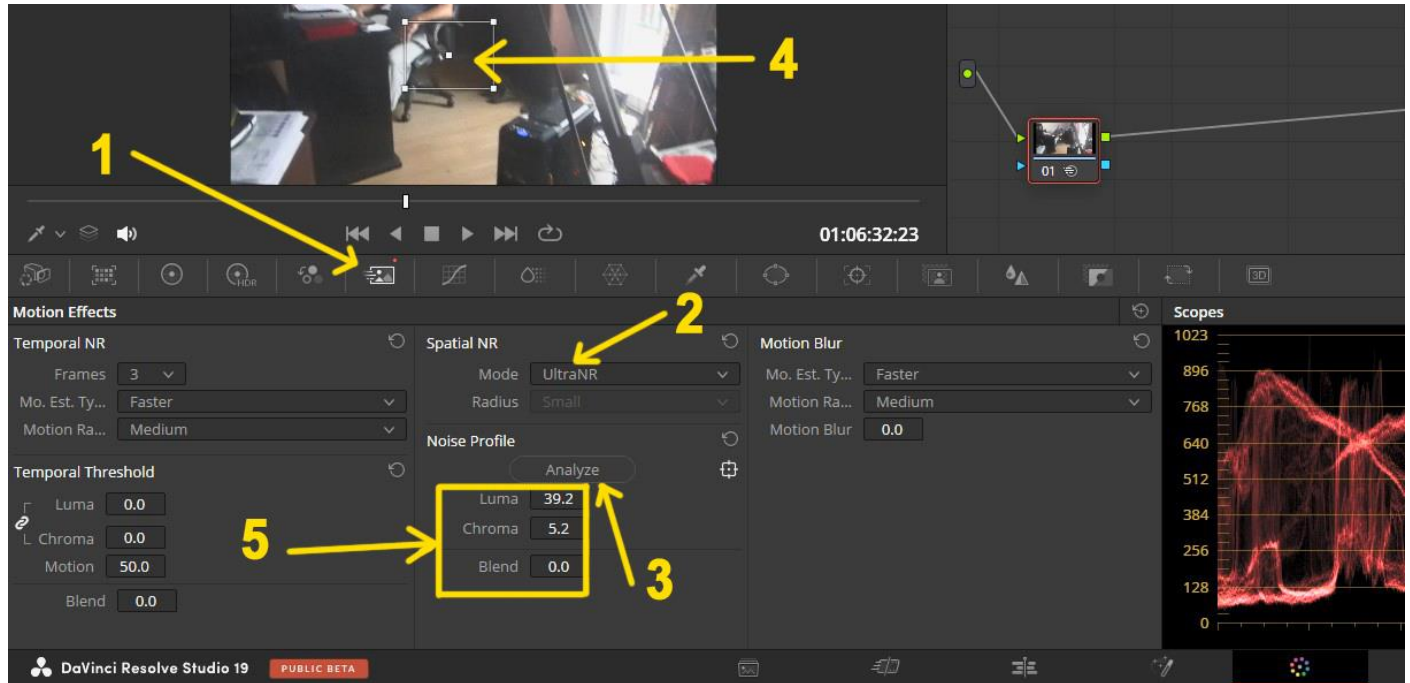 4
1
01
01:06:32:23
HDR
3D
Motion Effects
Scopes
2
Temporal NR
Spatial NR
Motion Blur
1023
Frames 3
Mode UltraNR
Mo. Est. Ty... Faster
896
Mo. Est. Ty... Faster
Radius Small
Motion Ra... Medium
768
Motion Ra... Medium
Noise Profile
Motion Blur 0.0
640
Temporal Threshold
Analyze
512
Luma 0.0
Luma 39.2
384
Chroma 0.0
5
Chroma 5.2
256
Motion 50.0
Blend 0.0
3
128
Blend 0.0
0
DaVinci Resolve Studio 19 PUBLIC BETA